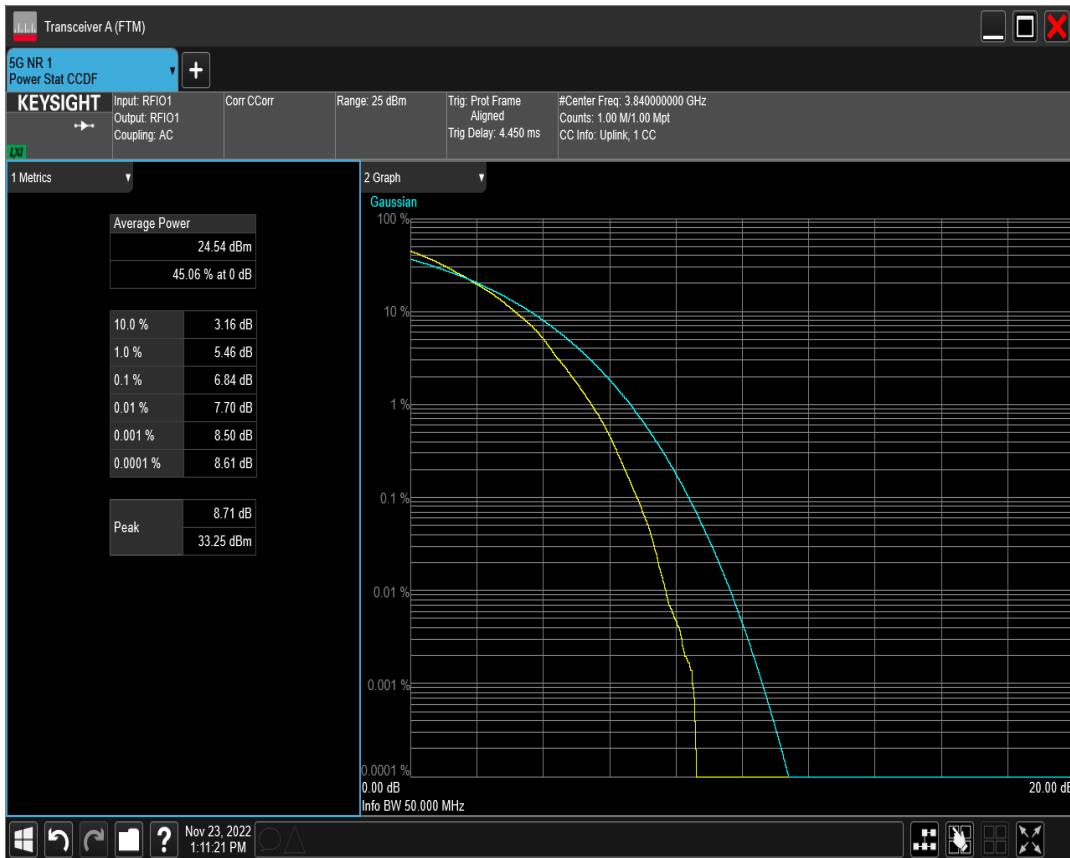 Transceiver A (FTM)
5G NR 1
Power Stat CCDF
+
KEYSIGHT
LXI
Input: RFIO1
Output: RFIO1
Coupling: AC
Corr CCorr
Range: 25 dBm
Trig: Prot Frame
Aligned
Trig Delay: 4.450 ms
#Center Freq: 3.840000000 GHz
Counts: 1.00 M/1.00 Mpt
CC Info: Uplink, 1 CC
1 Metrics
Average Power
24.54 dBm
45.06 % at 0 dB
10.0 % 3.16 dB
1.0 % 5.46 dB
0.1 % 6.84 dB
0.01 % 7.70 dB
0.001 % 8.50 dB
0.0001 % 8.61 dB
Peak
8.71 dB
33.25 dBm
2 Graph
Gaussian
100 %
10 %
1 %
0.1 %
0.01 %
0.001 %
0.0001 %
0.00 dB 20.00 dB
Info BW 50.000 MHz
?
Nov 23, 2022
1:11:21 PM